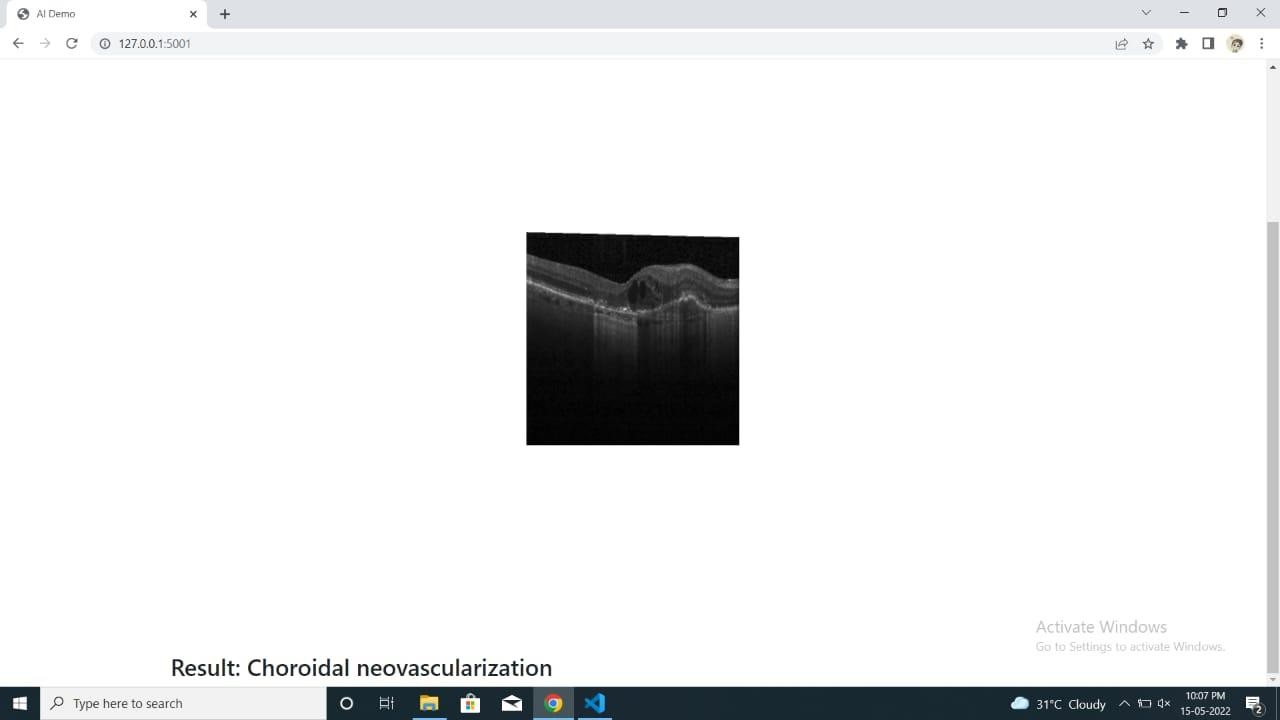 AI Demo
127.0.0.1:5001
Activate Windows
Go to Settings to activate Windows.
Result: Choroidal neovascularization
Type here to search
31°C Cloudy
10:07 PM
15-05-2022
2